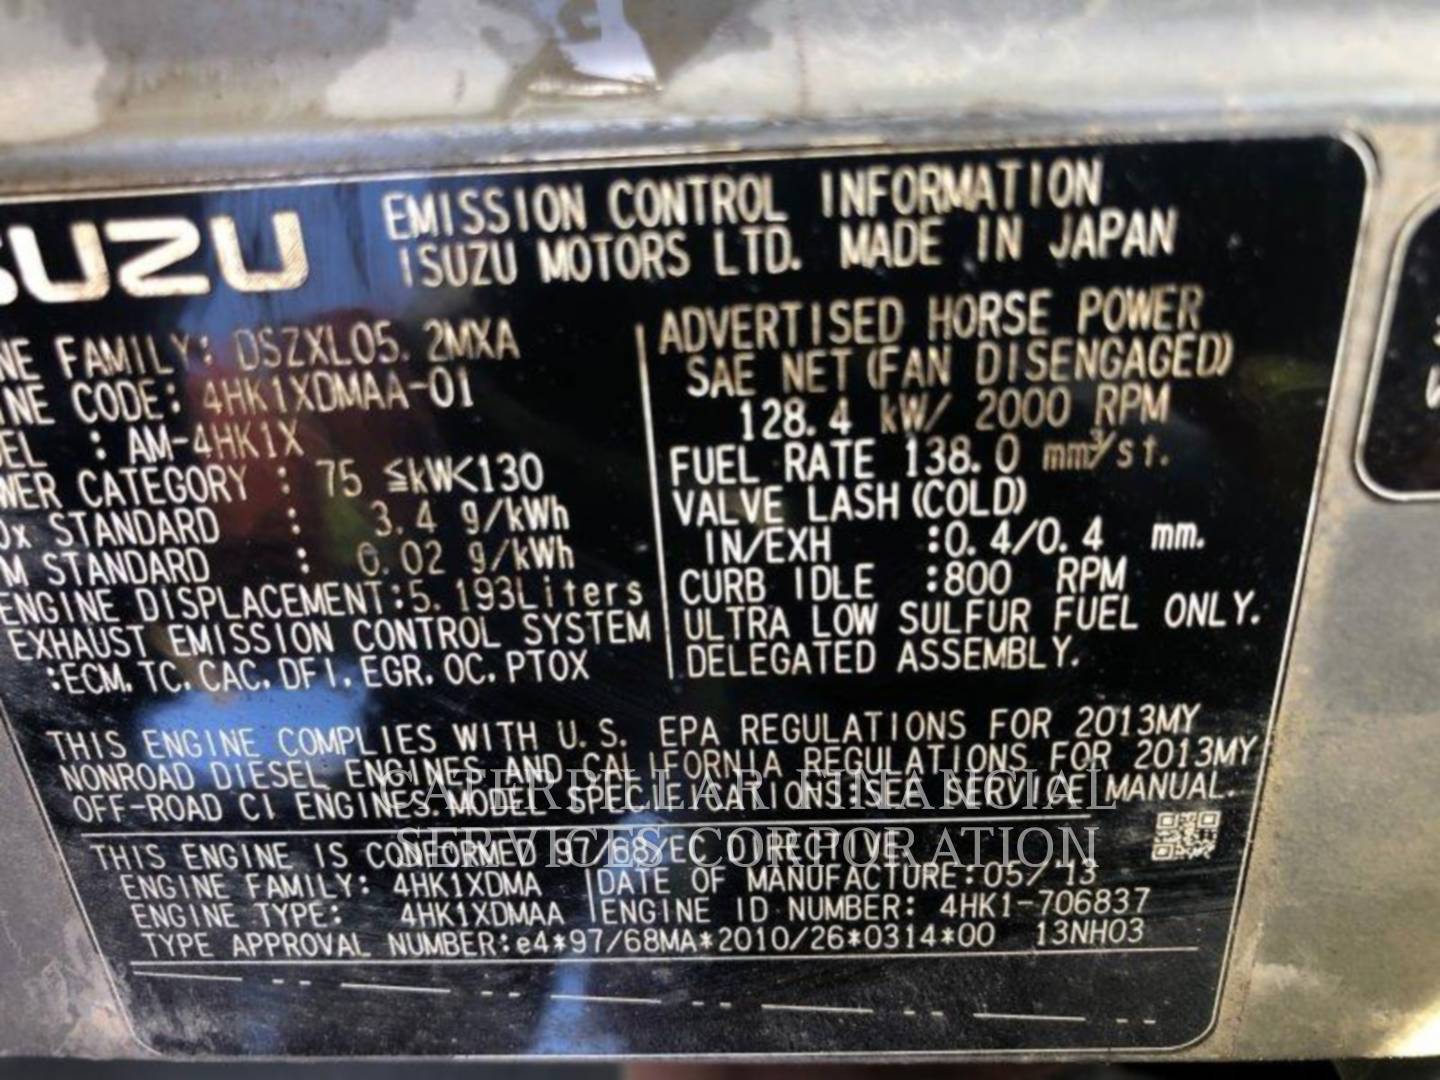 SUZU
EMISSION CONTROL INFORMATION
ISUZU MOTORS LTD. MADE IN JAPAN
NE FAMILY: DSZXL05. 2MXA
INE CODE: 4HK1XDMAA-01
EL : AM-4HK1X
WER CATEGORY : 75 ≦kW<130
Ox STANDARD : 3.4 g/kWh
M STANDARD : 0.02 g/kWh
ENGINE DISPLACEMENT:5.193Liters
EXHAUST EMISSION CONTROL SYSTEM
:ECM, TC, CAC, DFI, EGR, OC, PTOX
ADVERTISED HORSE POWER
SAE NET (FAN DISENGAGED)
128.4 kW/ 2000 RPM
FUEL RATE 138.0 mm³/st.
VALVE LASH (COLD)
IN/EXH :0.4/0.4 mm.
CURB IDLE :800 RPM
ULTRA LOW SULFUR FUEL ONLY.
DELEGATED ASSEMBLY.
THIS ENGINE COMPLIES WITH U.S. EPA REGULATIONS FOR 2013MY
NONROAD DIESEL ENGINES AND CALIFORNIA REGULATIONS FOR 2013MY
OFF-ROAD CI ENGINES.MODEL SPECIFICATIONS:SEE SERVICE MANUAL.
CATERPILLAR FINANCIAL
SERVICES CORPORATION
THIS ENGINE IS CONFORMED 97/68/EC DIRECTIVE.
ENGINE FAMILY: 4HK1XDMA DATE OF MANUFACTURE:05/'13
ENGINE TYPE: 4HK1XDMAA ENGINE ID NUMBER: 4HK1-706837
TYPE APPROVAL NUMBER:e4*97/68MA*2010/26*0314*00 13NH03